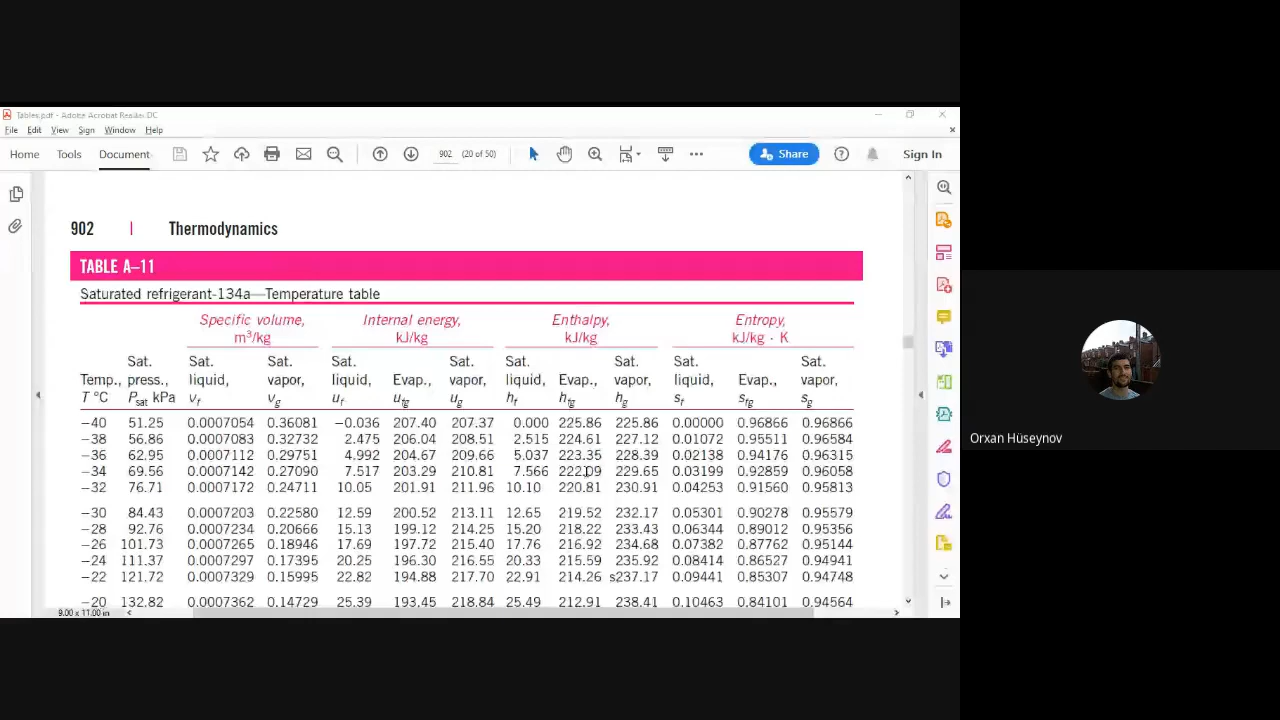 Tables.pdf - Adobe Acrobat Reader DC
File Edit View Sign Window Help
Home Tools Document 902 (20 of 50) Share Sign In
902 | Thermodynamics
TABLE A–11
Saturated refrigerant-134a—Temperature table
Specific volume, Internal energy, Enthalpy, Entropy,
m³/kg kJ/kg kJ/kg kJ/kg · K
Sat. Sat. Sat. Sat. Sat. Sat. Sat. Sat. Sat.
Temp., press., liquid, vapor, liquid, Evap., vapor, liquid, Evap., vapor, liquid, Evap., vapor,
T °C Psat kPa vf vg uf ufg ug hf hfg hg sf sfg sg
−40 51.25 0.0007054 0.36081 −0.036 207.40 207.37 0.000 225.86 225.86 0.00000 0.96866 0.96866
−38 56.86 0.0007083 0.32732 2.475 206.04 208.51 2.515 224.61 227.12 0.01072 0.95511 0.96584
−36 62.95 0.0007112 0.29751 4.992 204.67 209.66 5.037 223.35 228.39 0.02138 0.94176 0.96315
−34 69.56 0.0007142 0.27090 7.517 203.29 210.81 7.566 222.09 229.65 0.03199 0.92859 0.96058
−32 76.71 0.0007172 0.24711 10.05 201.91 211.96 10.10 220.81 230.91 0.04253 0.91560 0.95813
−30 84.43 0.0007203 0.22580 12.59 200.52 213.11 12.65 219.52 232.17 0.05301 0.90278 0.95579
−28 92.76 0.0007234 0.20666 15.13 199.12 214.25 15.20 218.22 233.43 0.06344 0.89012 0.95356
−26 101.73 0.0007265 0.18946 17.69 197.72 215.40 17.76 216.92 234.68 0.07382 0.87762 0.95144
−24 111.37 0.0007297 0.17395 20.25 196.30 216.55 20.33 215.59 235.92 0.08414 0.86527 0.94941
−22 121.72 0.0007329 0.15995 22.82 194.88 217.70 22.91 214.26 s237.17 0.09441 0.85307 0.94748
−20 132.82 0.0007362 0.14729 25.39 193.45 218.84 25.49 212.91 238.41 0.10463 0.84101 0.94564
9.00 x 11.00 in
Orxan Hüseynov